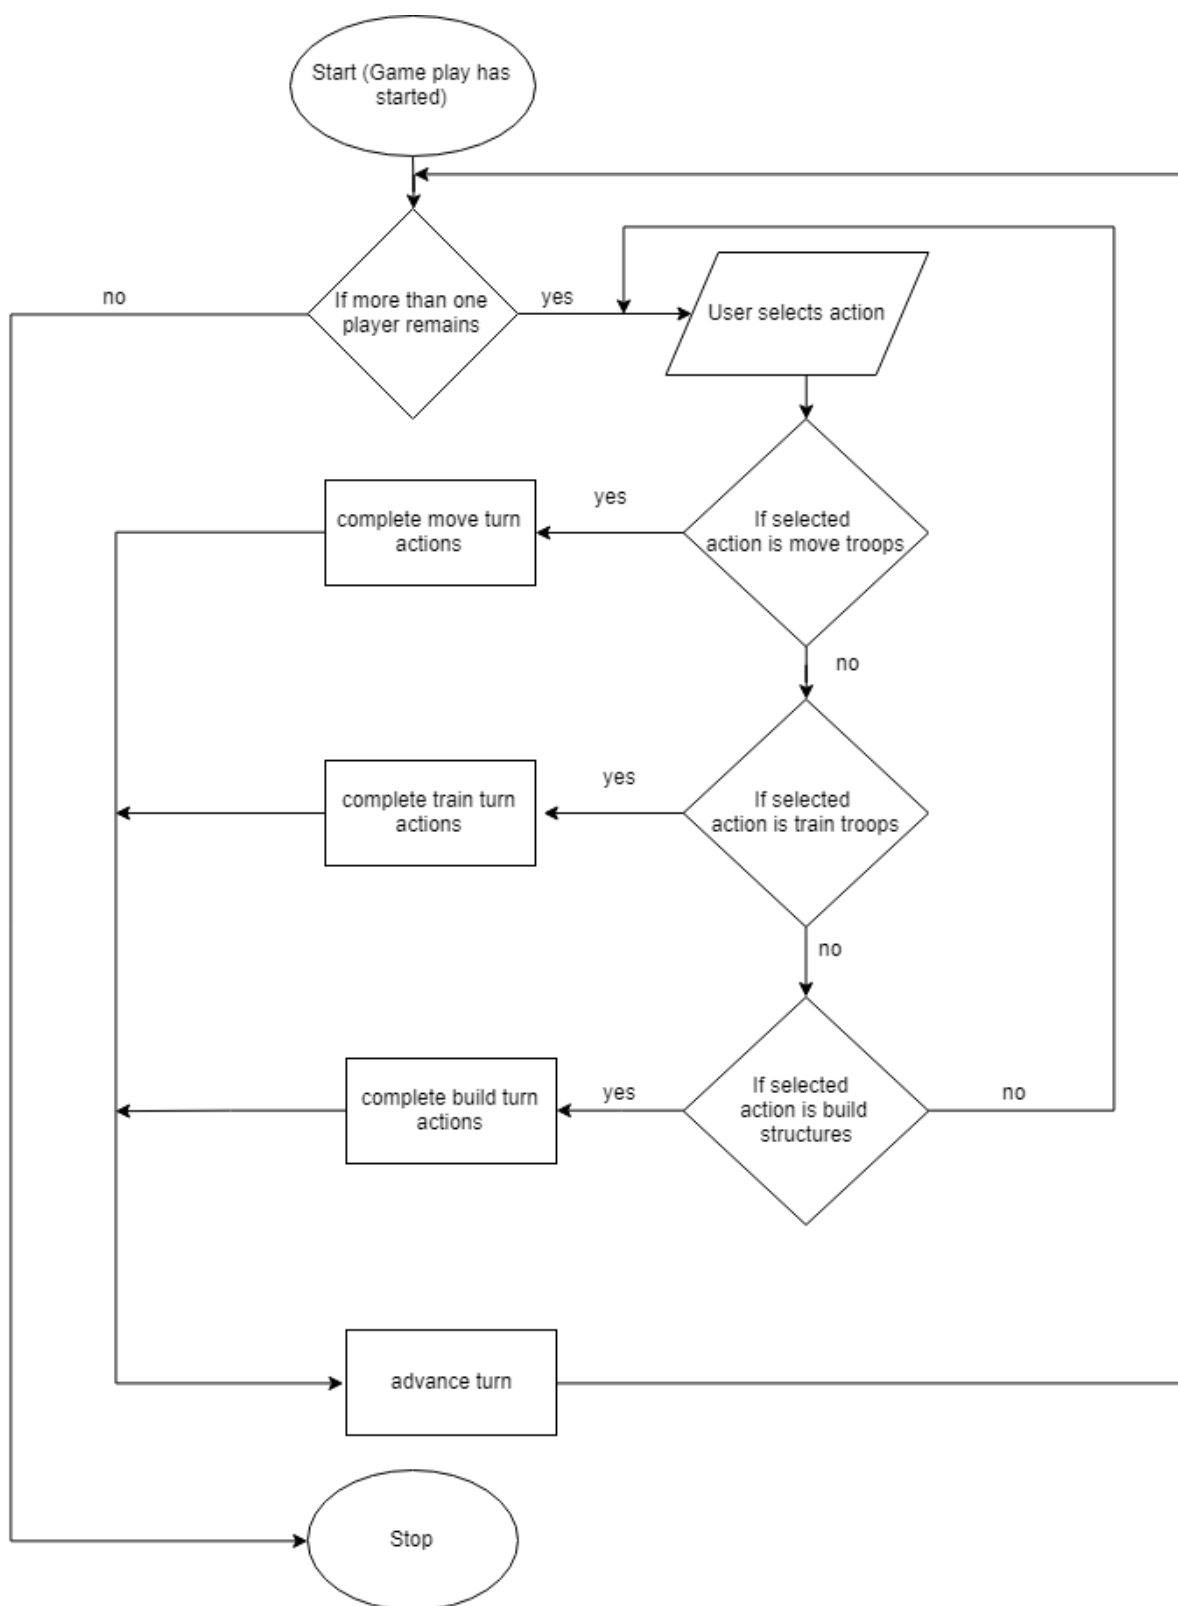 Start (Game play has
started)
no
If more than one
player remains
yes
User selects action
complete move turn
actions
yes
If selected
action is move troops
no
complete train turn
actions
yes
If selected
action is train troops
no
complete build turn
actions
yes
If selected
action is build
structures
no
advance turn
Stop